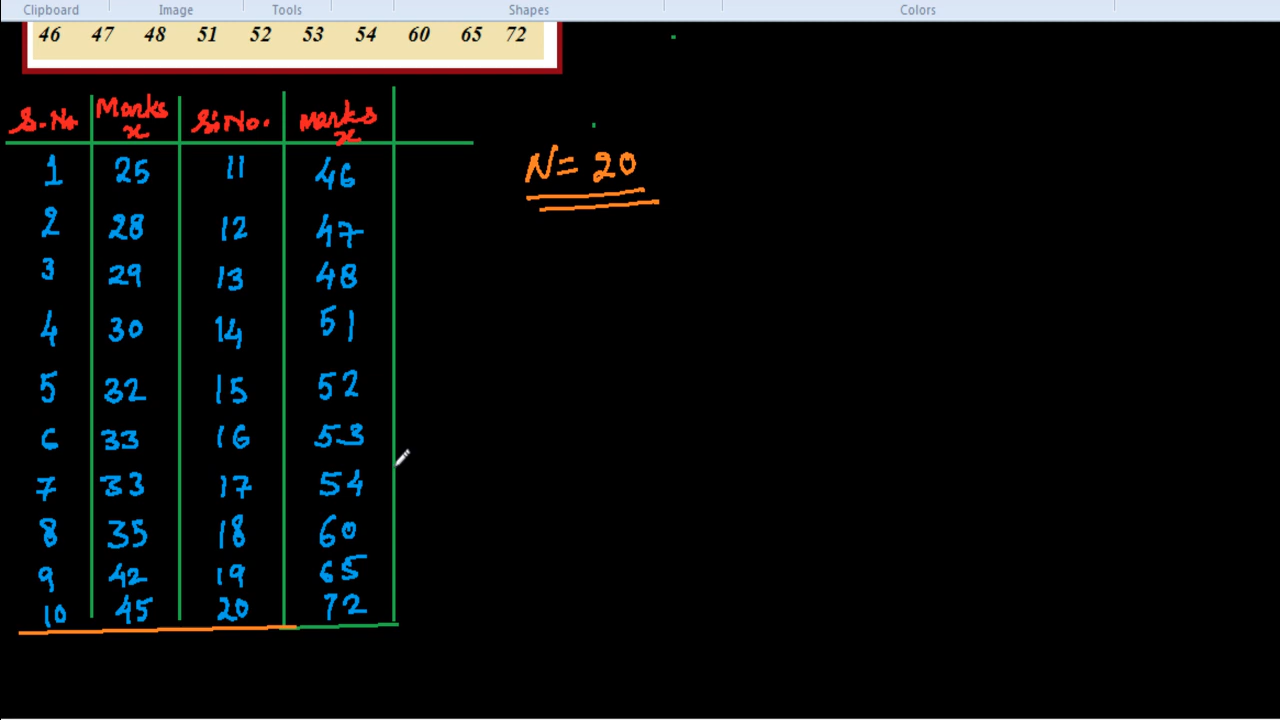 Clipboard Image Tools Shapes Colors
46 47 48 51 52 53 54 60 65 72
S.No Marks x Si No. Marks x
N = 20
1 25 11 46
2 28 12 47
3 29 13 48
4 30 14 51
5 32 15 52
6 33 16 53
7 33 17 54
8 35 18 60
9 42 19 65
10 45 20 72